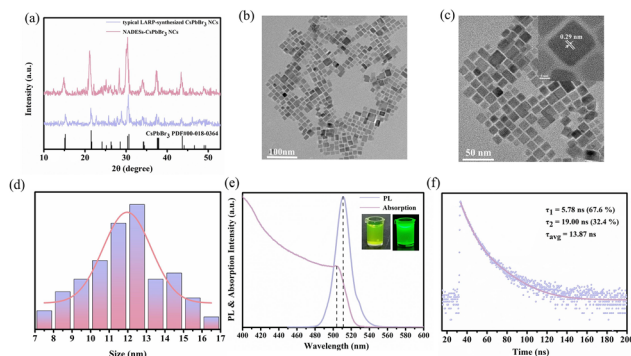 (a)
typical LARP-synthesized CsPbBr3 NCs
NADESs-CsPbBr3 NCs
CsPbBr3 PDF#00-018-0364
Intensity (a.u.)
10 20 30 40 50
2θ (degree)
(b)
100nm
(c)
0.29 nm
50 nm
(d)
7 8 9 10 11 12 13 14 15 16 17
Size (nm)
(e)
PL
Absorption
PL & Absorption Intensity (a.u.)
400 420 440 460 480 500 520 540 560 580 600
Wavelength (nm)
(f)
τ1 = 5.78 ns (67.6 %)
τ2 = 19.00 ns (32.4 %)
τavg = 13.87 ns
20 40 60 80 100 120 140 160 180 200
Time (ns)